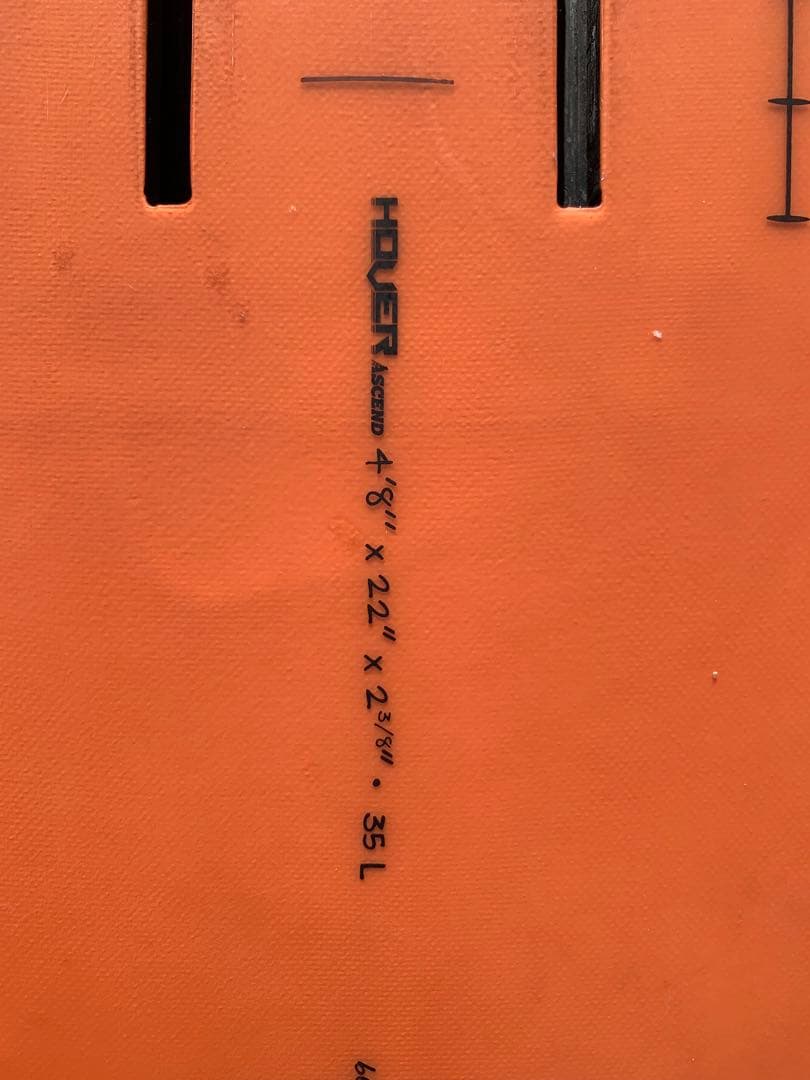 HOVER ASCEND 4'8" x 22" x 2 3/8" • 35 L